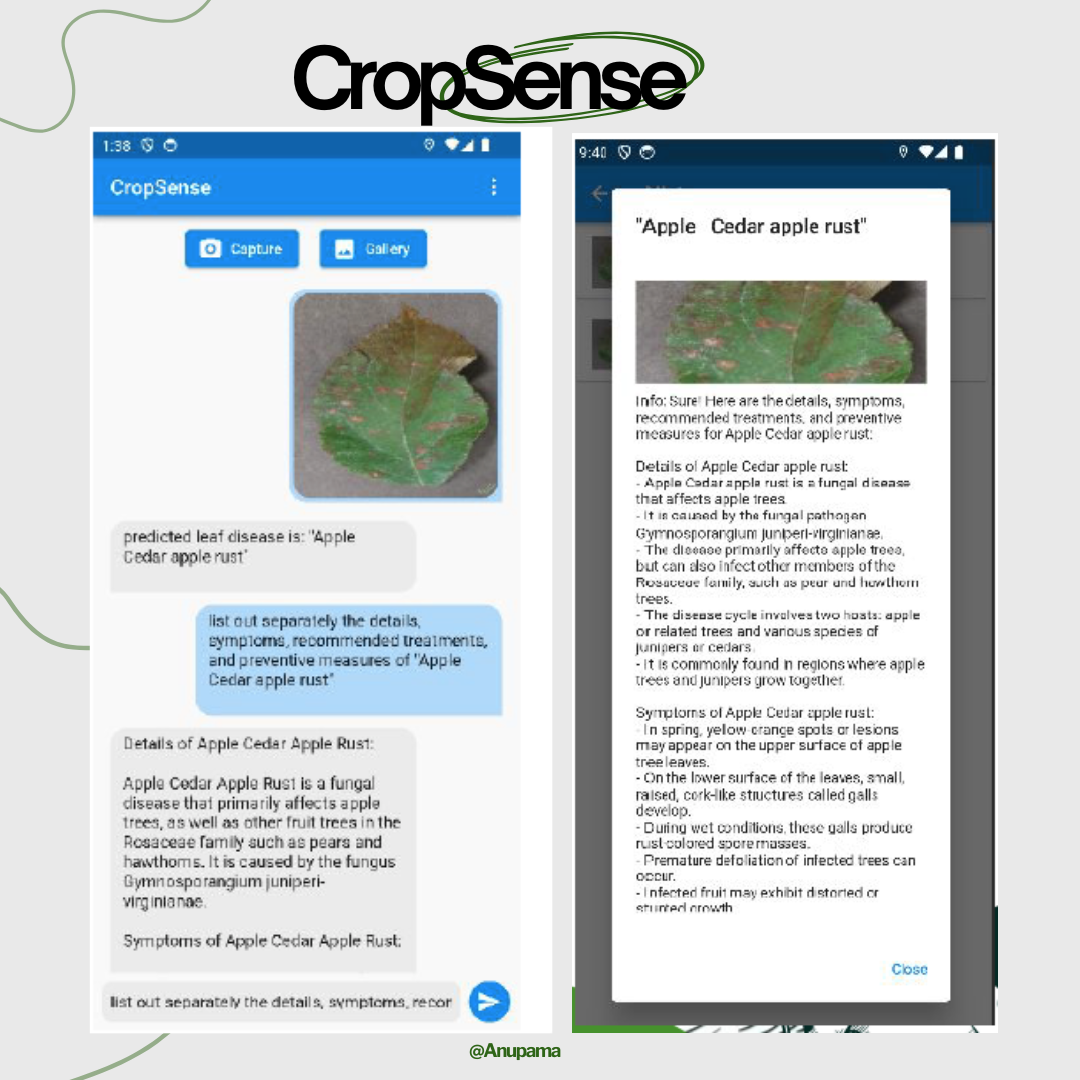 CropSense
1:38
CropSense
Capture
Gallery
predicted leaf disease is: "Apple
Cedar apple rust"
list out separately the details,
symptoms, recommended treatments,
and preventive measures of "Apple
Cedar apple rust"
Details of Apple Cedar Apple Rust:
Apple Cedar Apple Rust is a fungal
disease that primarily affects apple
trees, as well as other fruit trees in the
Rosaceae family such as pears and
hawthorns. It is caused by the fungus
Gymnosporangium juniperi-
virginianae.
Symptoms of Apple Cedar Apple Rust:
list out separately the details, symptoms, recor
9:40
"Apple Cedar apple rust"
Info: Sure! Here are the details, symptoms,
recommended treatments, and preventive
measures for Apple Cedar apple rust:
Details of Apple Cedar apple rust:
- Apple Cedar apple rust is a fungal disease
that affects apple trees.
- It is caused by the fungal pathogen
Gymnosporangium juniperi-virginianae.
- The disease primarily affects apple trees,
but can also infect other members of the
Rosaceae family, such as pear and hawthorn
trees.
- The disease cycle involves two hosts: apple
or related trees and various species of
junipers or cedars.
- It is commonly found in regions where apple
trees and junipers grow together.
Symptoms of Apple Cedar apple rust:
- In spring, yellow-orange spots or lesions
may appear on the upper surface of apple
tree leaves.
- On the lower surface of the leaves, small,
raised, cork-like structures called galls
develop.
- During wet conditions, these galls produce
rust-colored spore masses.
- Premature defoliation of infected trees can
occur.
- Infected fruit may exhibit distorted or
stunted growth
Close
@Anupama